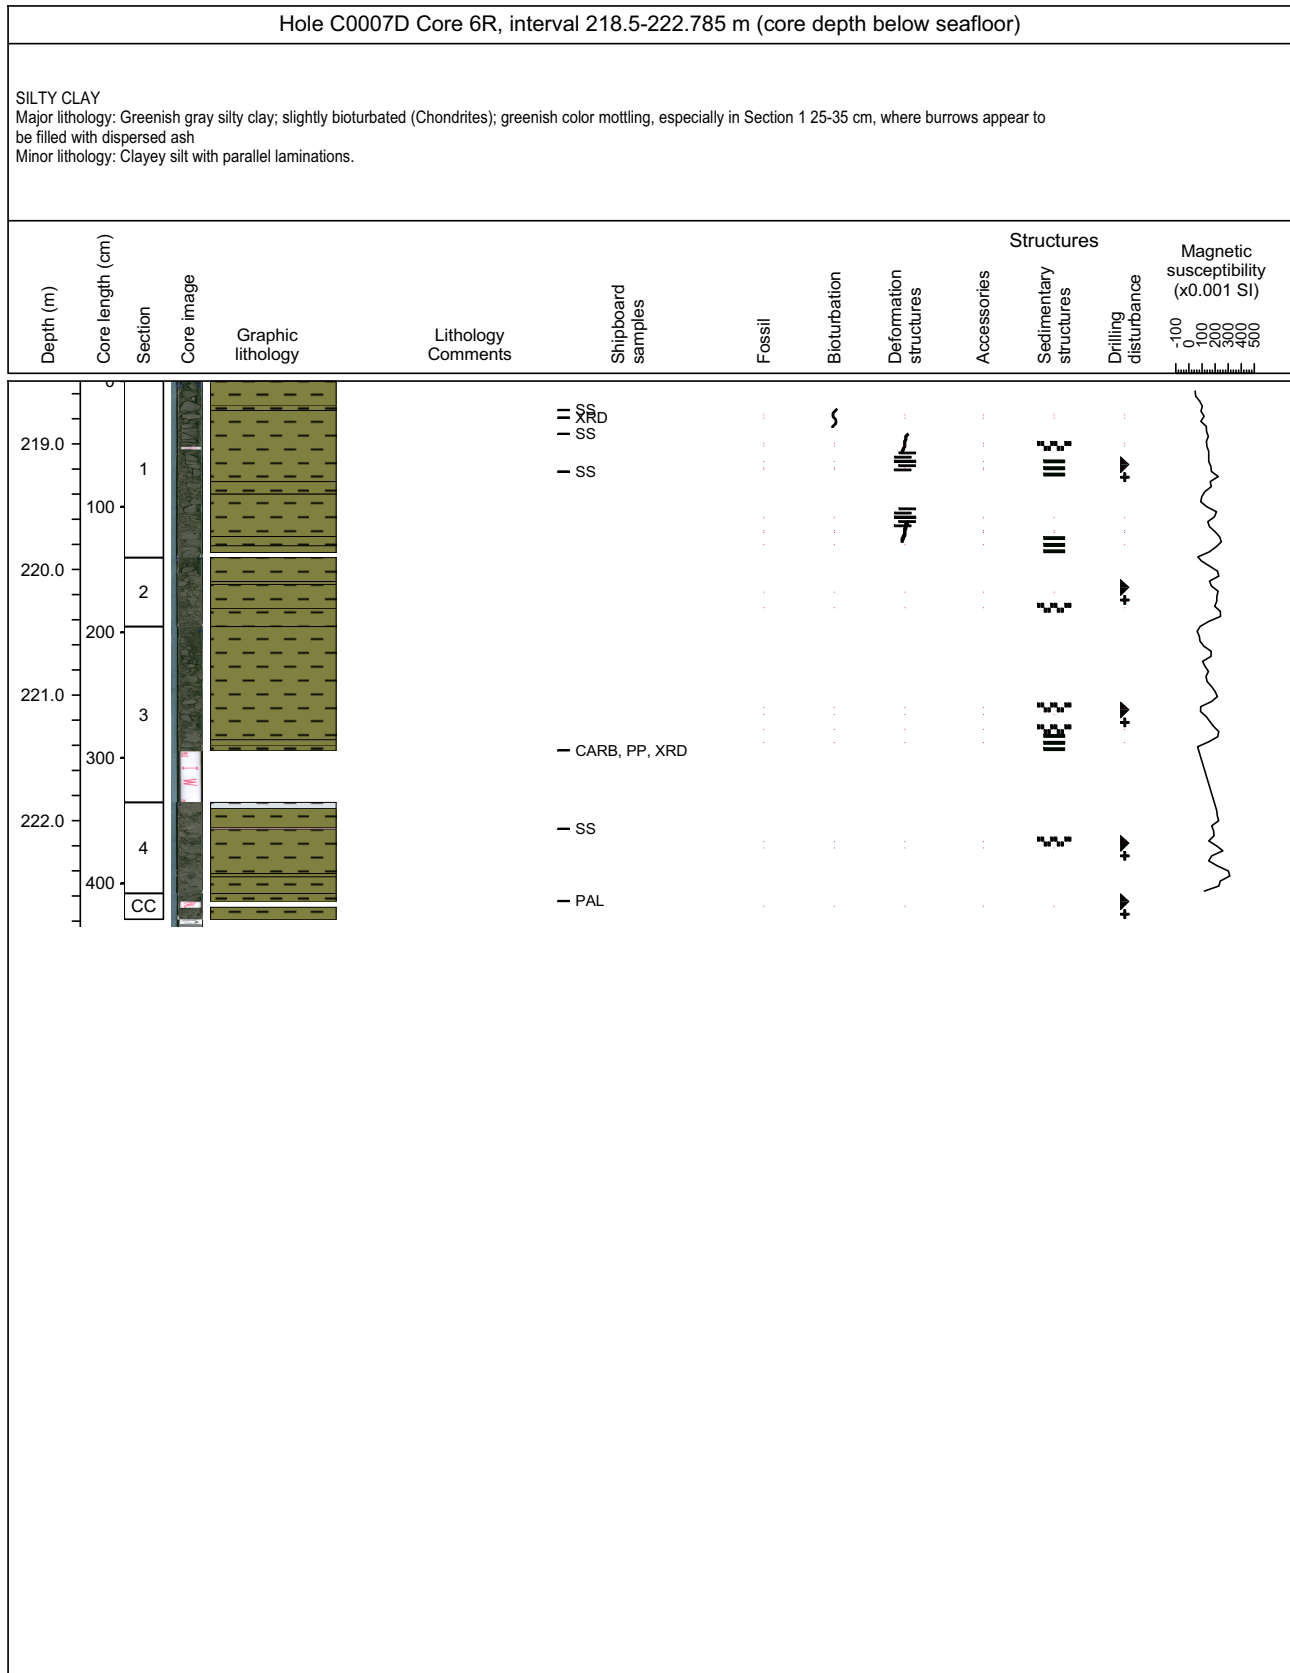 Hole C0007D Core 6R, interval 218.5-222.785 m (core depth below seafloor)
SILTY CLAY
Major lithology: Greenish gray silty clay; slightly bioturbated (Chondrites); greenish color mottling, especially in Section 1 25-35 cm, where burrows appear to
be filled with dispersed ash
Minor lithology: Clayey silt with parallel laminations.
Depth (m)
Core length (cm)
Section
Core image
Graphic
lithology
Lithology
Comments
Shipboard
samples
Fossil
Bioturbation
Deformation
structures
Accessories
Structures
Sedimentary
structures
Drilling
disturbance
Magnetic
susceptibility
(x0.001 SI)
-100
0
100
200
300
400
500
0
SS
XRD
SS
219.0
1
SS
100
220.0
2
200
221.0
3
300
CARB, PP, XRD
W
222.0
SS
4
400
CC
PAL